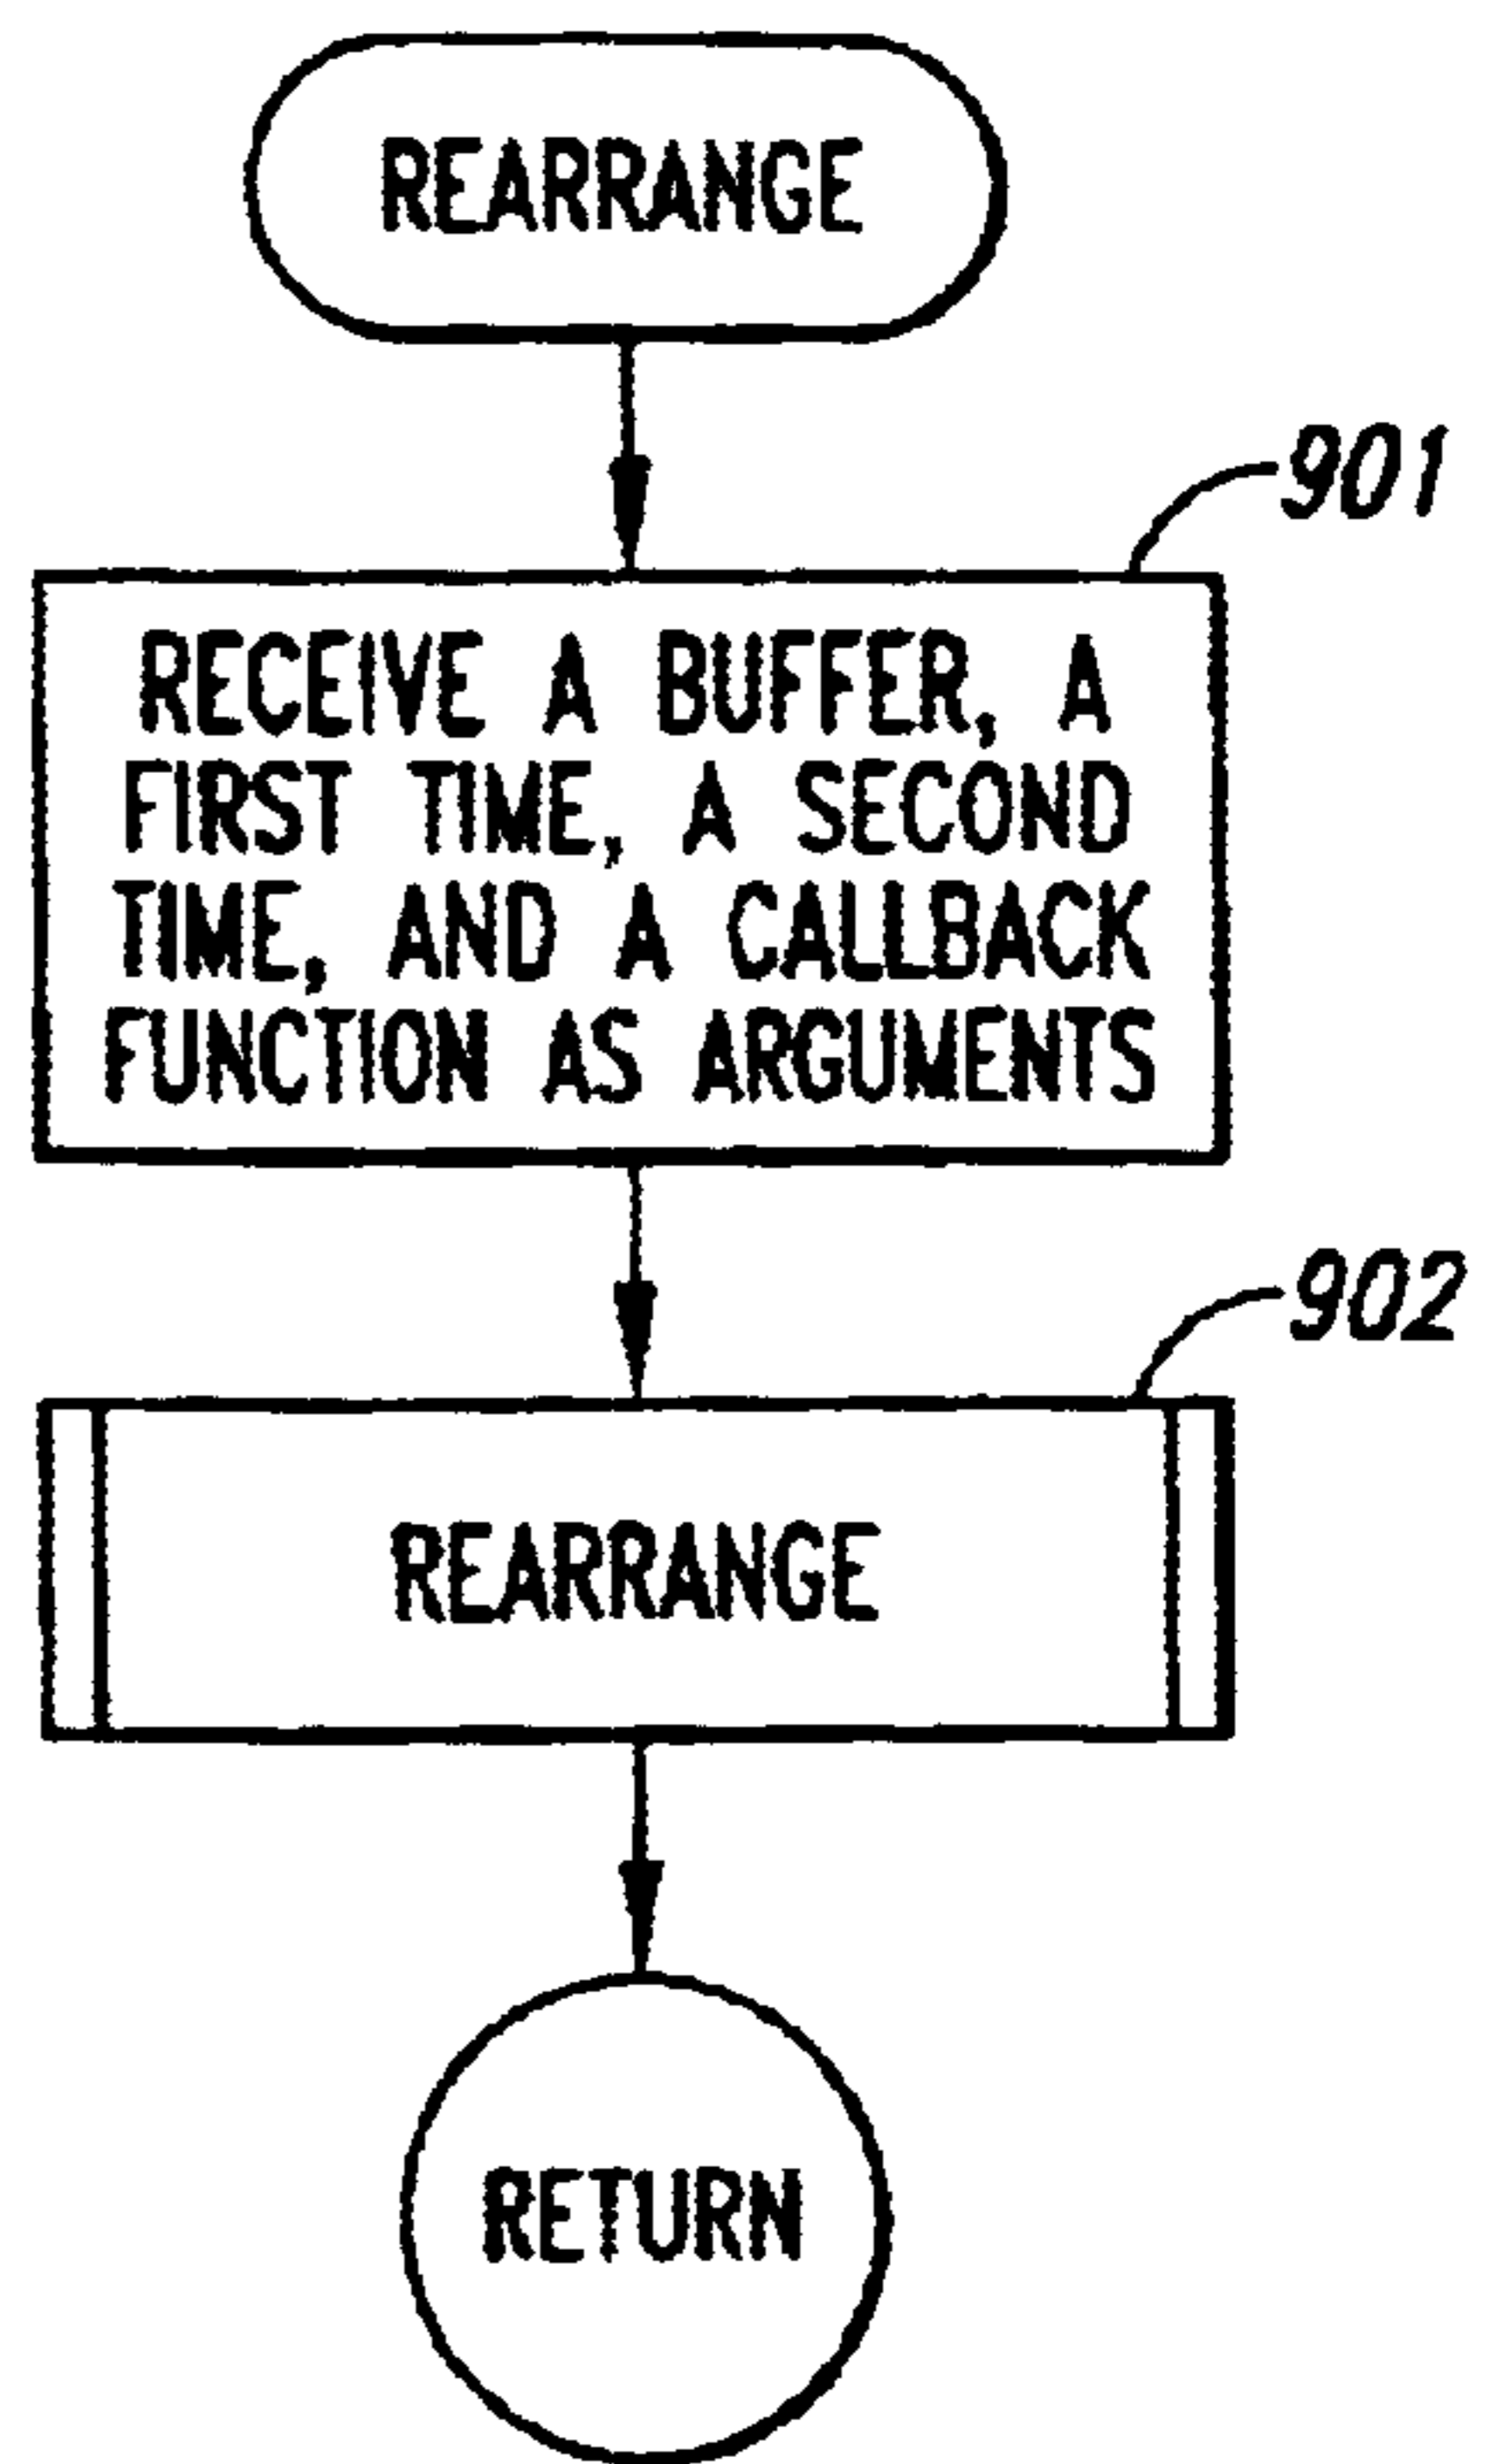 REARRANGE
901
RECEIVE A BUFFER, A
FIRST TIME, A SECOND
TIME, AND A CALLBACK
FUNCTION AS ARGUMENTS
902
REARRANGE
RETURN